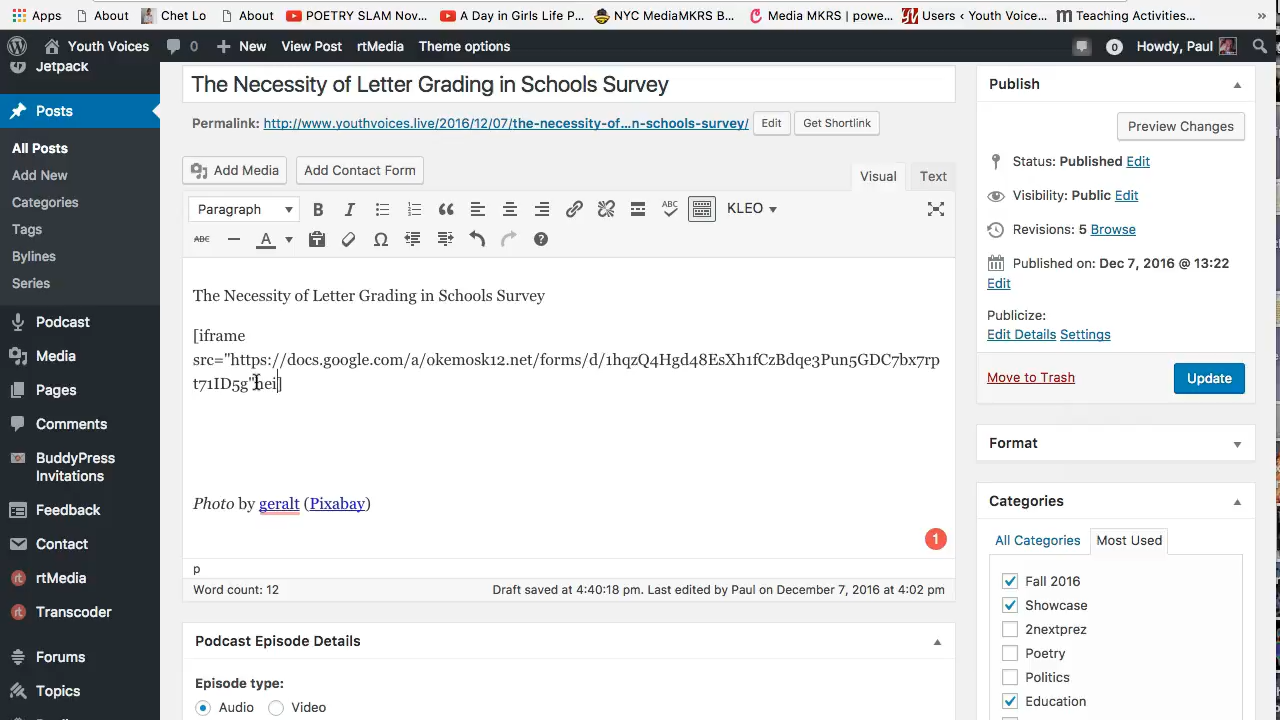 Apps
Chet Lo
About
POETRY SLAM Nov...
A Day in Girls Life P...
NYC MediaMKRS B...
Media MKRS | powe...
Users ‹ Youth Voice...
Teaching Activities...
»
Youth Voices
0
+ New
View Post
rtMedia
Theme options
0
Howdy, Paul
Jetpack
Posts
All Posts
Add New
Categories
Tags
Bylines
Series
Podcast
Media
Pages
Comments
BuddyPress
Invitations
Feedback
Contact
rtMedia
Transcoder
Forums
Topics
The Necessity of Letter Grading in Schools Survey
Permalink: http://www.youthvoices.live/2016/12/07/the-necessity-of...n-schools-survey/
Edit
Get Shortlink
Add Media
Add Contact Form
Visual
Text
Paragraph
B
I
ABC
KLEO
ABC
A
Ω
The Necessity of Letter Grading in Schools Survey
[iframe
src="https://docs.google.com/a/okemosk12.net/forms/d/1hqzQ4Hgd48EsXh1fCzBdqe3Pun5GDC7bx7rp
t71ID5g"hei]
Photo by geralt (Pixabay)
1
p
Word count: 12
Draft saved at 4:40:18 pm. Last edited by Paul on December 7, 2016 at 4:02 pm
Podcast Episode Details
Episode type:
Audio
Video
Publish
Preview Changes
Status: Published Edit
Visibility: Public Edit
Revisions: 5 Browse
Published on: Dec 7, 2016 @ 13:22
Edit
Publicize:
Edit Details Settings
Move to Trash
Update
Format
Categories
All Categories
Most Used
Fall 2016
Showcase
2nextprez
Poetry
Politics
Education